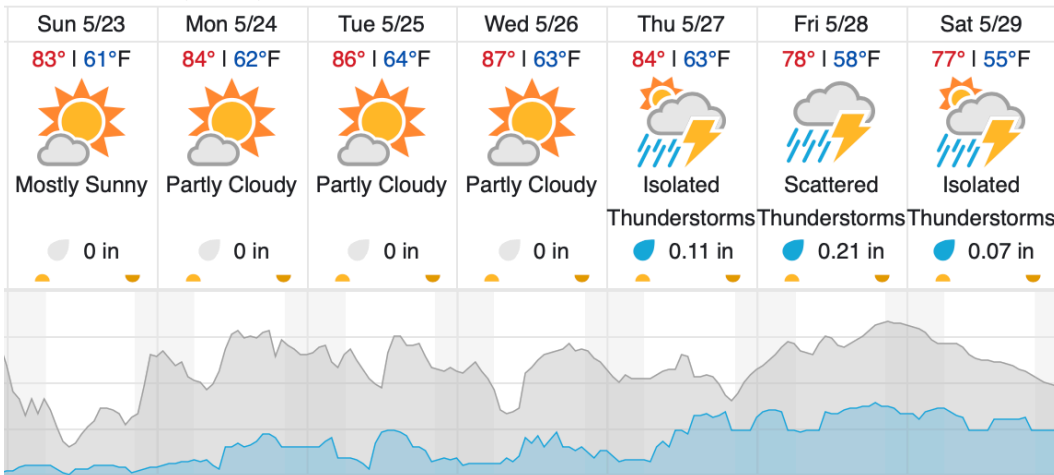 Sun 5/23 Mon 5/24 Tue 5/25 Wed 5/26 Thu 5/27 Fri 5/28 Sat 5/29
83° | 61°F 84° | 62°F 86° | 64°F 87° | 63°F 84° | 63°F 78° | 58°F 77° | 55°F
Mostly Sunny Partly Cloudy Partly Cloudy Partly Cloudy Isolated Scattered Isolated
Thunderstorms Thunderstorms Thunderstorms
0 in 0 in 0 in 0 in 0.11 in 0.21 in 0.07 in